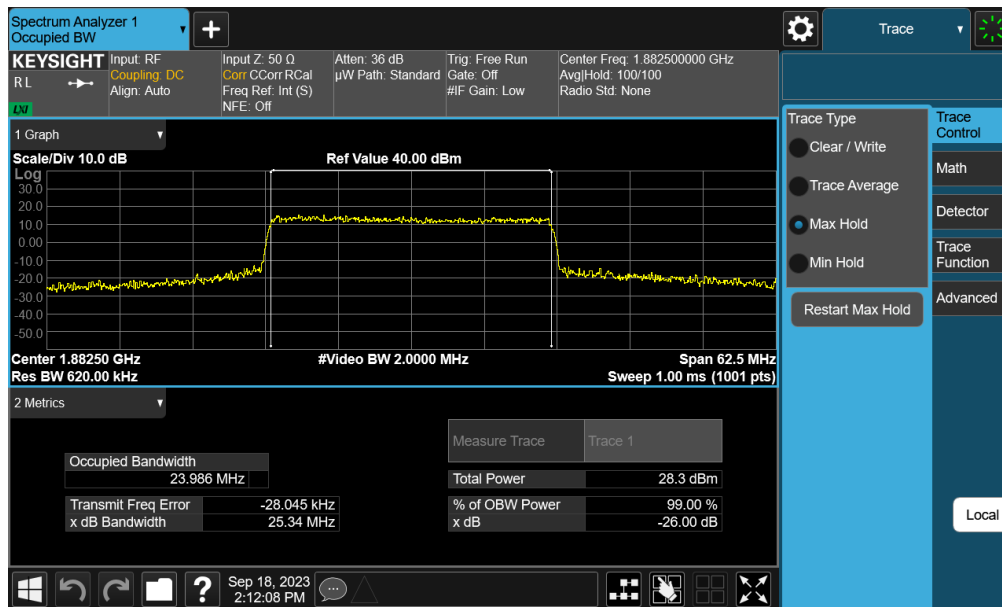 Spectrum Analyzer 1
Occupied BW
+
Trace
KEYSIGHT
R L
LXI
Input: RF
Coupling: DC
Align: Auto
Input Z: 50 Ω
Corr CCorr RCal
Freq Ref: Int (S)
NFE: Off
Atten: 36 dB
µW Path: Standard
Trig: Free Run
Gate: Off
#IF Gain: Low
Center Freq: 1.882500000 GHz
Avg|Hold: 100/100
Radio Std: None
1 Graph
Scale/Div 10.0 dB
Ref Value 40.00 dBm
Log
30.0
20.0
10.0
0.00
-10.0
-20.0
-30.0
-40.0
-50.0
Center 1.88250 GHz
#Video BW 2.0000 MHz
Span 62.5 MHz
Res BW 620.00 kHz
Sweep 1.00 ms (1001 pts)
2 Metrics
Measure Trace Trace 1
Occupied Bandwidth
23.986 MHz
Total Power 28.3 dBm
Transmit Freq Error -28.045 kHz
% of OBW Power 99.00 %
x dB Bandwidth 25.34 MHz
x dB -26.00 dB
Trace Type
Clear / Write
Trace Average
Max Hold
Min Hold
Restart Max Hold
Trace
Control
Math
Detector
Trace
Function
Advanced
Local
?
Sep 18, 2023
2:12:08 PM